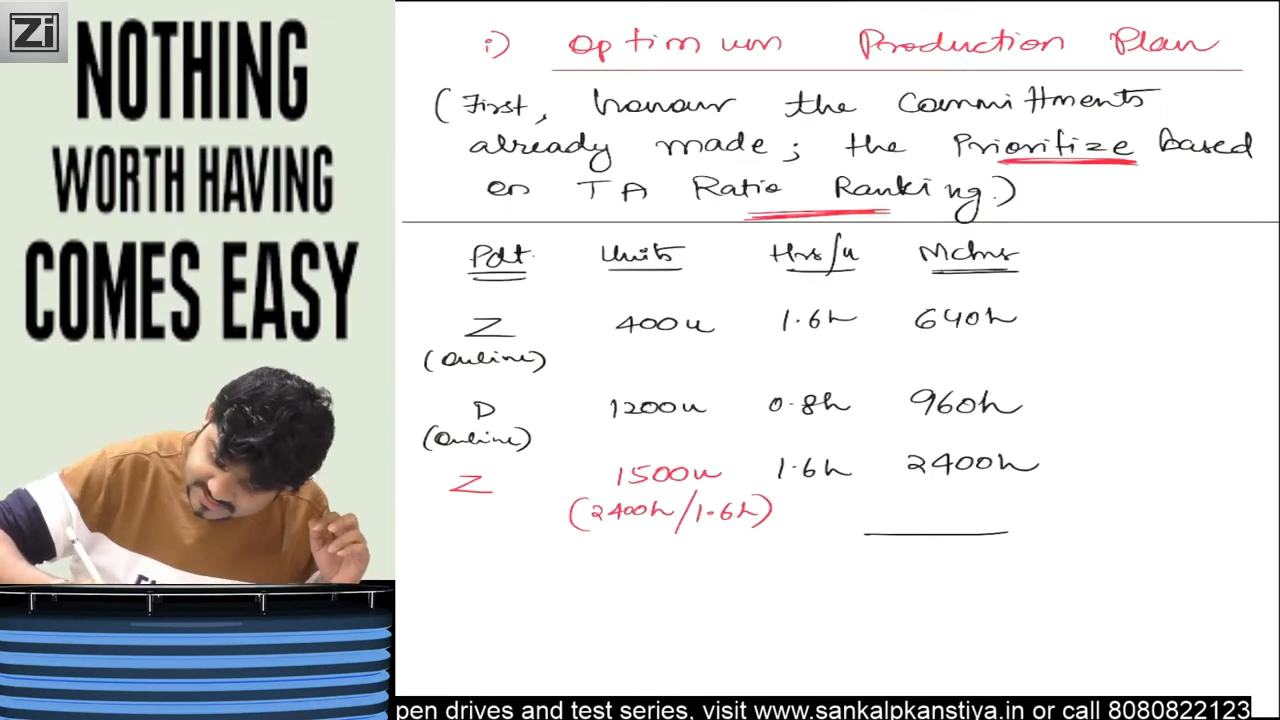 Zi
NOTHING
WORTH HAVING
COMES EASY
i) Optimum Production Plan
(First, honour the commitments
already made; the Prioritize based
on TA Ratio Ranking.)
Pdt. Units Hrs/u Mchrs
Z 400u 1.6h 640h
(Online)
D 1200u 0.8h 960h
(Online)
Z 1500u 1.6h 2400h
(2400h/1.6h)
pen drives and test series, visit www.sankalpkanstiya.in or call 8080822123